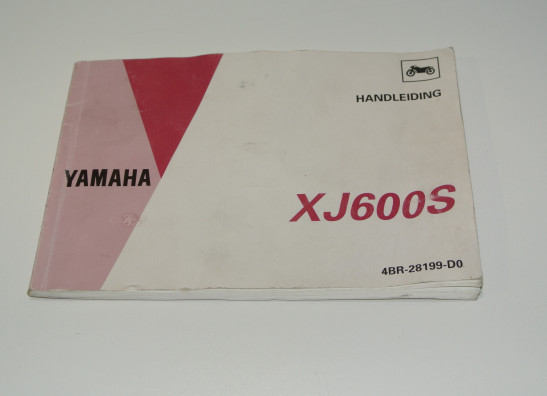 HANDLEIDING
YAMAHA
XJ600S
4BR-28199-D0